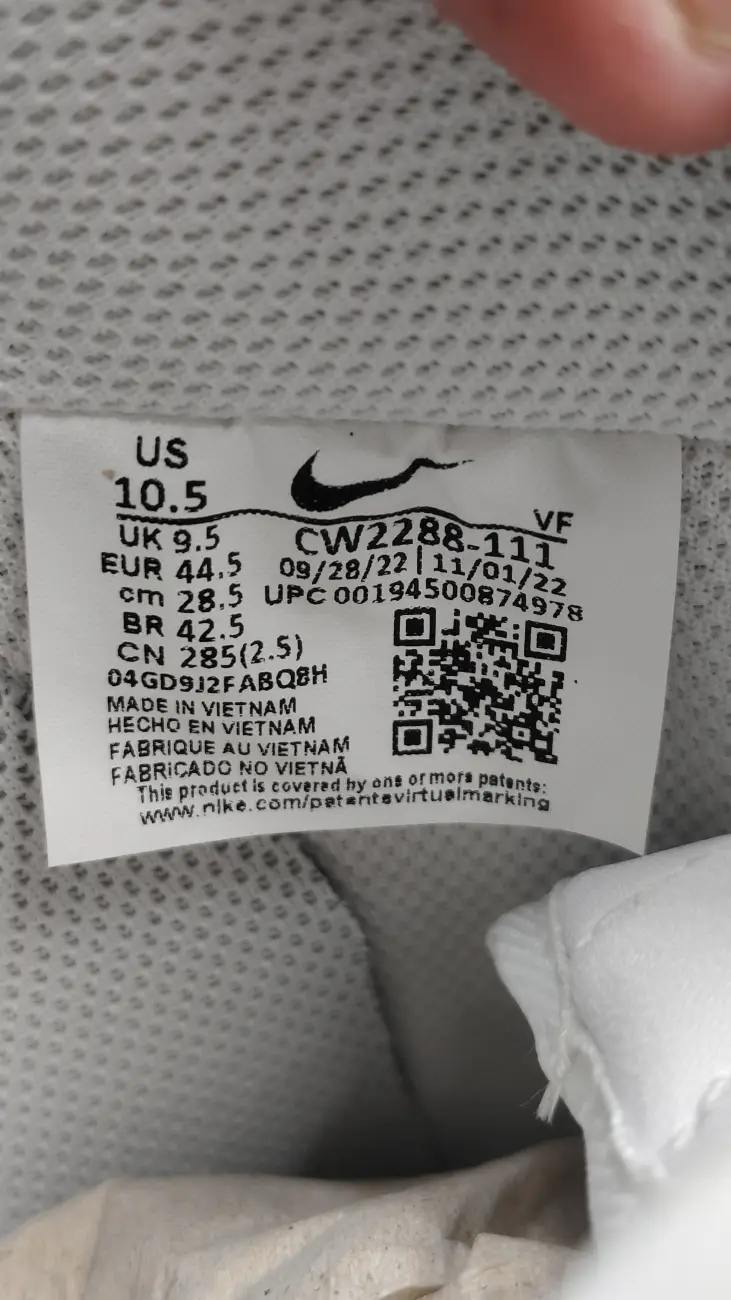 US
10.5
VF
UK 9.5
CW2288-111
EUR 44.5
09/28/22 | 11/01/22
cm 28.5
UPC 00194500874978
BR 42.5
CN 285(2.5)
04GD9J2FABQ8H
MADE IN VIETNAM
HECHO EN VIETNAM
FABRIQUE AU VIETNAM
FABRICADO NO VIETNÃ
This product is covered by one or more patents:
www.nike.com/patentsvirtualmarking